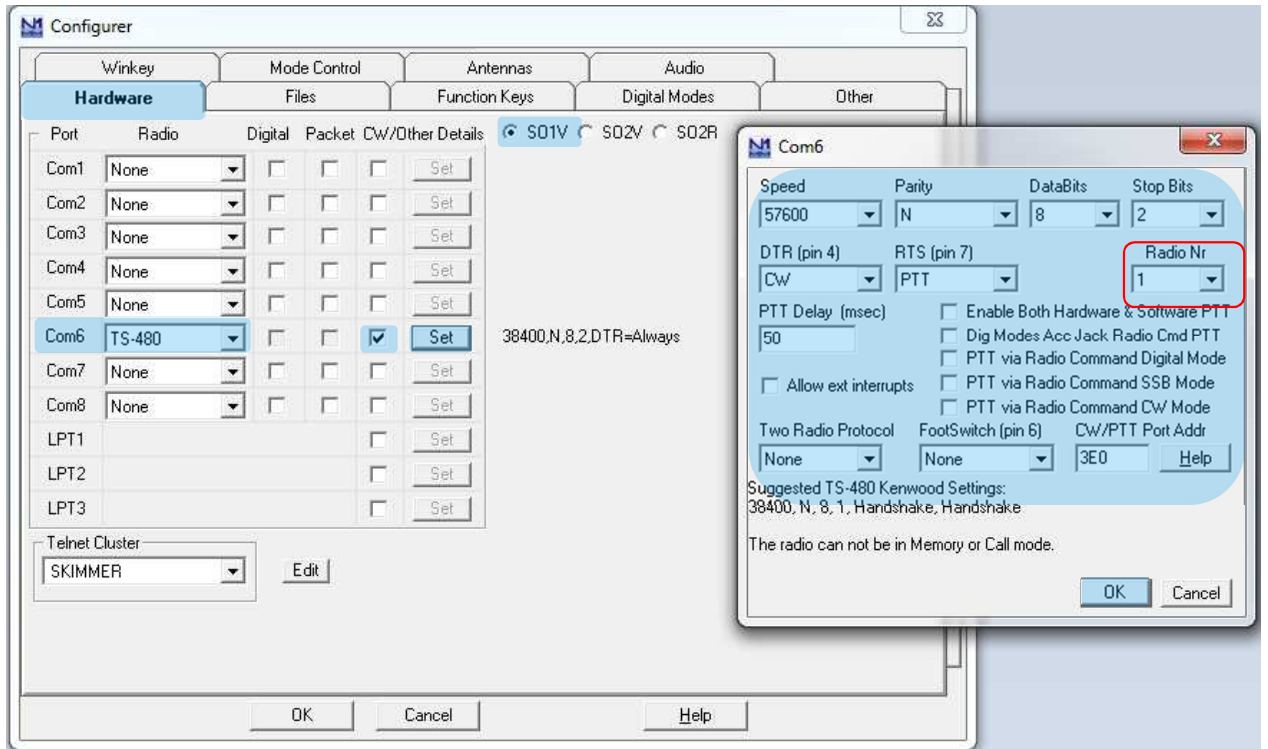 Configurer
Winkey Mode Control Antennas Audio
Hardware Files Function Keys Digital Modes Other
Port Radio Digital Packet CW/Other Details SO1V SO2V SO2R
Com1 None Set
Com2 None Set
Com3 None Set
Com4 None Set
Com5 None Set
Com6 TS-480 Set 38400,N,8,2,DTR=Always
Com7 None Set
Com8 None Set
LPT1 Set
LPT2 Set
LPT3 Set
Telnet Cluster
SKIMMER Edit
OK Cancel Help
Com6
Speed Parity DataBits Stop Bits
57600 N 8 2
DTR (pin 4) RTS (pin 7) Radio Nr
CW PTT 1
PTT Delay (msec) Enable Both Hardware & Software PTT
50 Dig Modes Acc Jack Radio Cmd PTT
PTT via Radio Command Digital Mode
Allow ext interrupts PTT via Radio Command SSB Mode
PTT via Radio Command CW Mode
Two Radio Protocol FootSwitch (pin 6) CW/PTT Port Addr
None None 3E0 Help
Suggested TS-480 Kenwood Settings:
38400, N, 8, 1, Handshake, Handshake
The radio can not be in Memory or Call mode.
OK Cancel